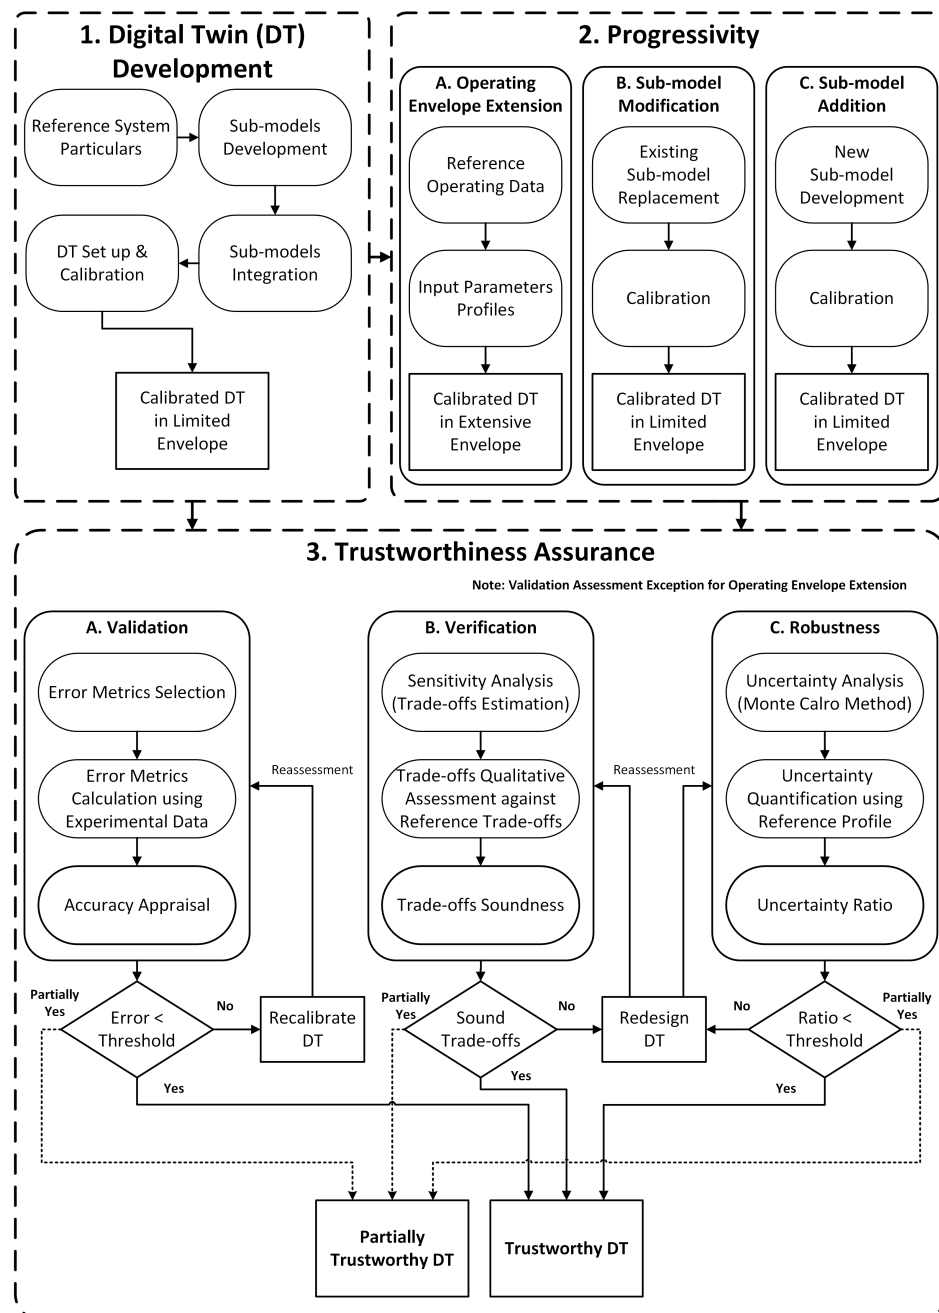 1. Digital Twin (DT)
Development
Reference System
Particulars
Sub-models
Development
DT Set up &
Calibration
Sub-models
Integration
Calibrated DT
in Limited
Envelope
2. Progressivity
A. Operating
Envelope Extension
Reference
Operating Data
Input Parameters
Profiles
Calibrated DT
in Extensive
Envelope
B. Sub-model
Modification
Existing
Sub-model
Replacement
Calibration
Calibrated DT
in Limited
Envelope
C. Sub-model
Addition
New
Sub-model
Development
Calibration
Calibrated DT
in Limited
Envelope
3. Trustworthiness Assurance
Note: Validation Assessment Exception for Operating Envelope Extension
A. Validation
Error Metrics Selection
Error Metrics
Calculation using
Experimental Data
Accuracy Appraisal
Reassessment
B. Verification
Sensitivity Analysis
(Trade-offs Estimation)
Trade-offs Qualitative
Assessment against
Reference Trade-offs
Trade-offs Soundness
Reassessment
C. Robustness
Uncertainty Analysis
(Monte Calro Method)
Uncertainty
Quantification using
Reference Profile
Uncertainty Ratio
Partially
Yes
Error <
Threshold
No
Yes
Recalibrate
DT
Partially
Yes
Sound
Trade-offs
No
Yes
Redesign
DT
No
Ratio <
Threshold
Partially
Yes
Yes
Partially
Trustworthy DT
Trustworthy DT